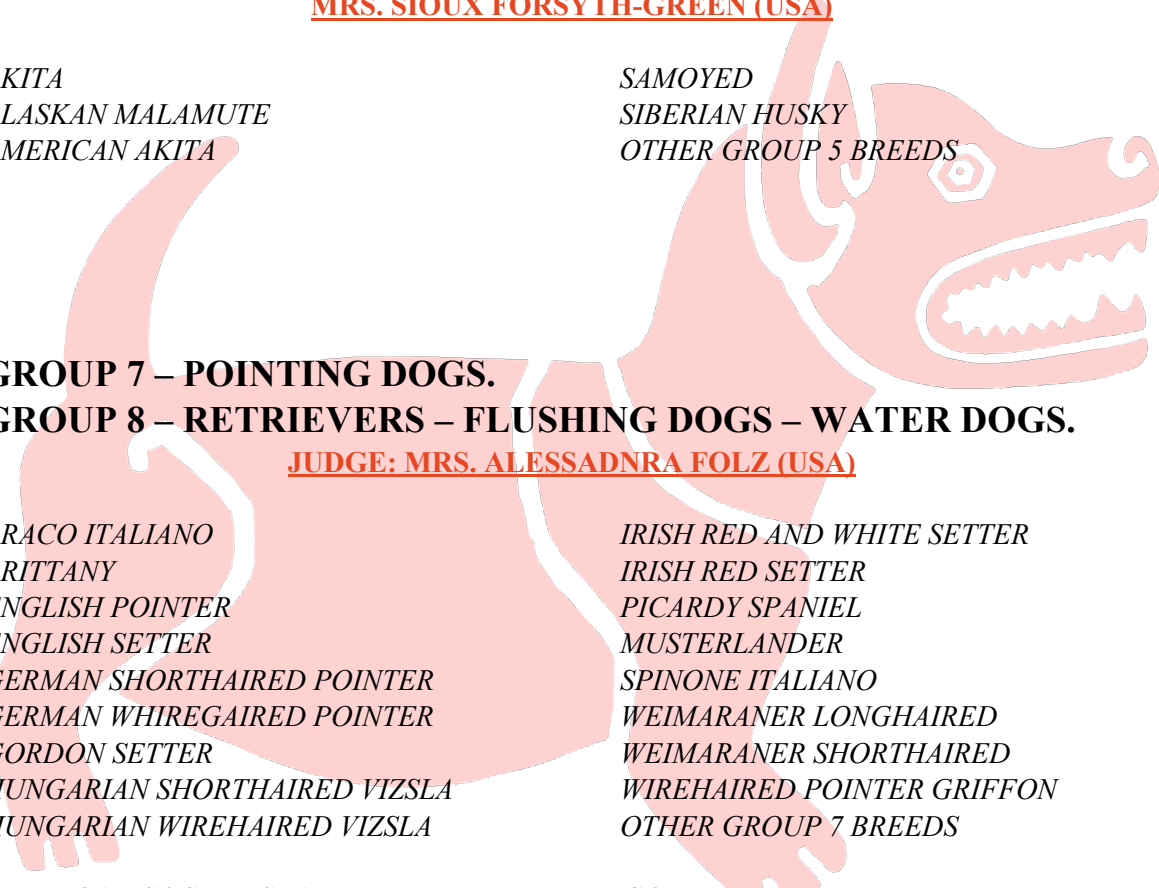 MRS. SIOUX FORSYTH-GREEN (USA)
KITA
LASKAN MALAMUTE
MERICAN AKITA
SAMOYED
SIBERIAN HUSKY
OTHER GROUP 5 BREEDS
GROUP 7 – POINTING DOGS.
GROUP 8 – RETRIEVERS – FLUSHING DOGS – WATER DOGS.
JUDGE: MRS. ALESSADNRA FOLZ (USA)
RACO ITALIANO
RITTANY
ENGLISH POINTER
ENGLISH SETTER
GERMAN SHORTHAIRED POINTER
GERMAN WHIREGAIRED POINTER
GORDON SETTER
HUNGARIAN SHORTHAIRED VIZSLA
HUNGARIAN WIREHAIRED VIZSLA
IRISH RED AND WHITE SETTER
IRISH RED SETTER
PICARDY SPANIEL
MUSTERLANDER
SPINONE ITALIANO
WEIMARANER LONGHAIRED
WEIMARANER SHORTHAIRED
WIREHAIRED POINTER GRIFFON
OTHER GROUP 7 BREEDS